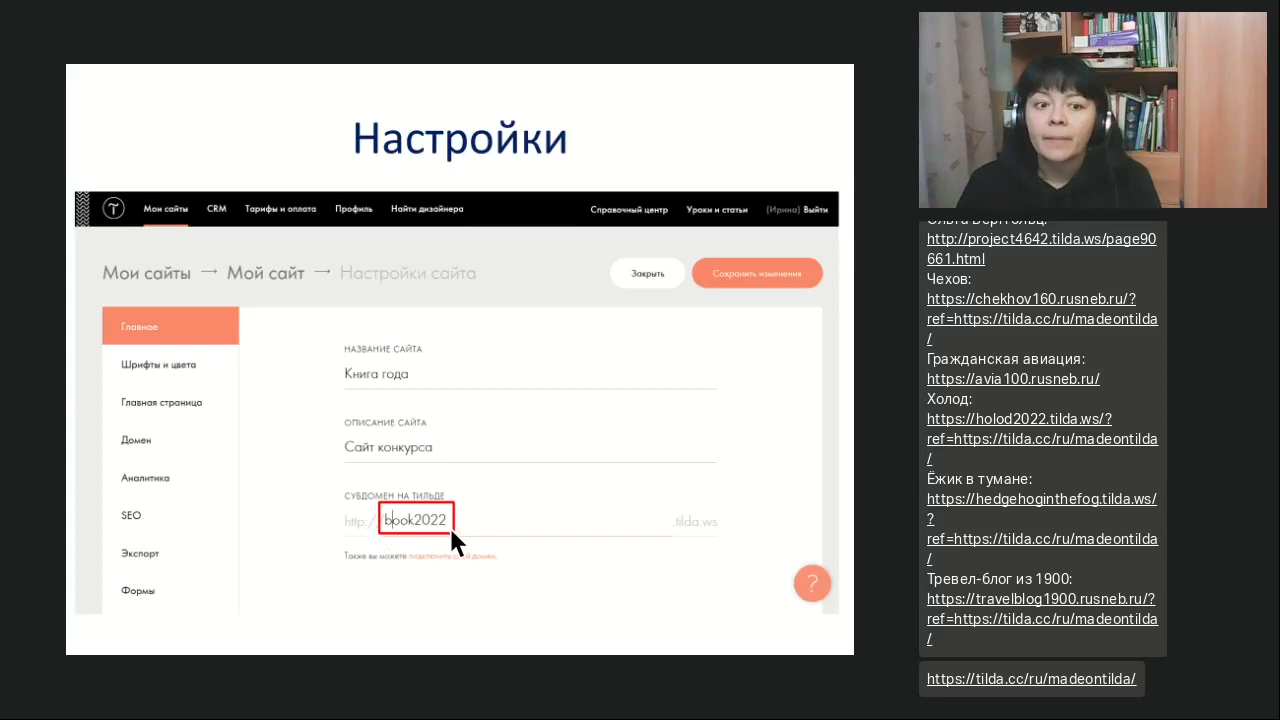 Настройки
Мои сайты CRM Тарифы и оплата Профиль Найти дизайнера Справочный центр Уроки и статьи (Ирина) Выйти
Мои сайты → Мой сайт → Настройки сайта Закрыть Сохранить изменения
Главное
Шрифты и цвета
Главная страница
Домен
Аналитика
SEO
Экспорт
Формы
НАЗВАНИЕ САЙТА
Книга года
ОПИСАНИЕ САЙТА
Сайт конкурса
СУБДОМЕН НА ТИЛЬДЕ
http:// book2022 .tilda.ws
Также вы можете подключить свой домен.
?
http://project4642.tilda.ws/page90
661.html
Чехов:
https://chekhov160.rusneb.ru/?
ref=https://tilda.cc/ru/madeontilda
/
Гражданская авиация:
https://avia100.rusneb.ru/
Холод:
https://holod2022.tilda.ws/?
ref=https://tilda.cc/ru/madeontilda
/
Ёжик в тумане:
https://hedgehoginthefog.tilda.ws/
?
ref=https://tilda.cc/ru/madeontilda
/
Тревел-блог из 1900:
https://travelblog1900.rusneb.ru/?
ref=https://tilda.cc/ru/madeontilda
/
https://tilda.cc/ru/madeontilda/